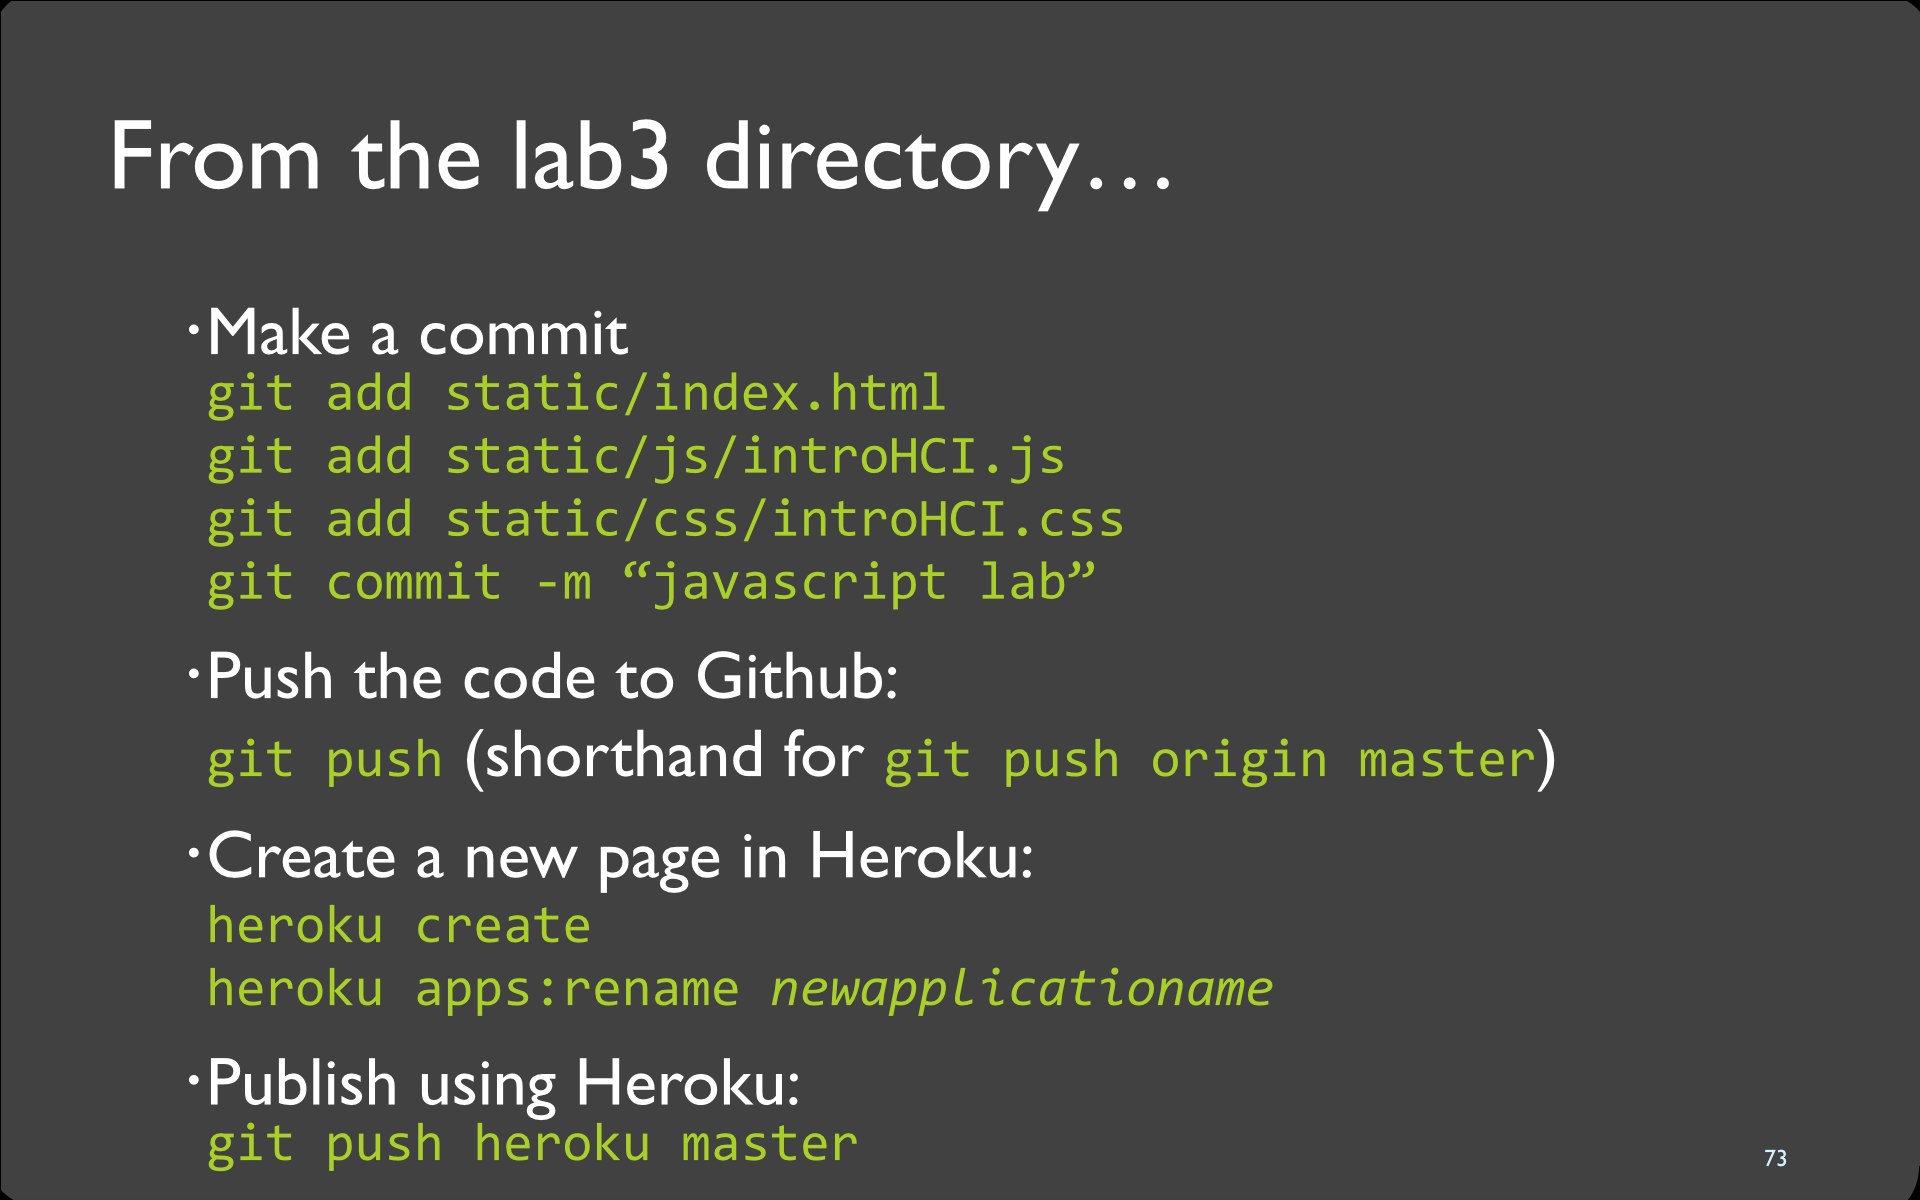 From the lab3 directory…
·Make a commit
git add static/index.html
git add static/js/introHCI.js
git add static/css/introHCI.css
git commit -m “javascript lab”
·Push the code to Github:
git push (shorthand for git push origin master)
·Create a new page in Heroku:
heroku create
heroku apps:rename newapplicationame
·Publish using Heroku:
git push heroku master
73